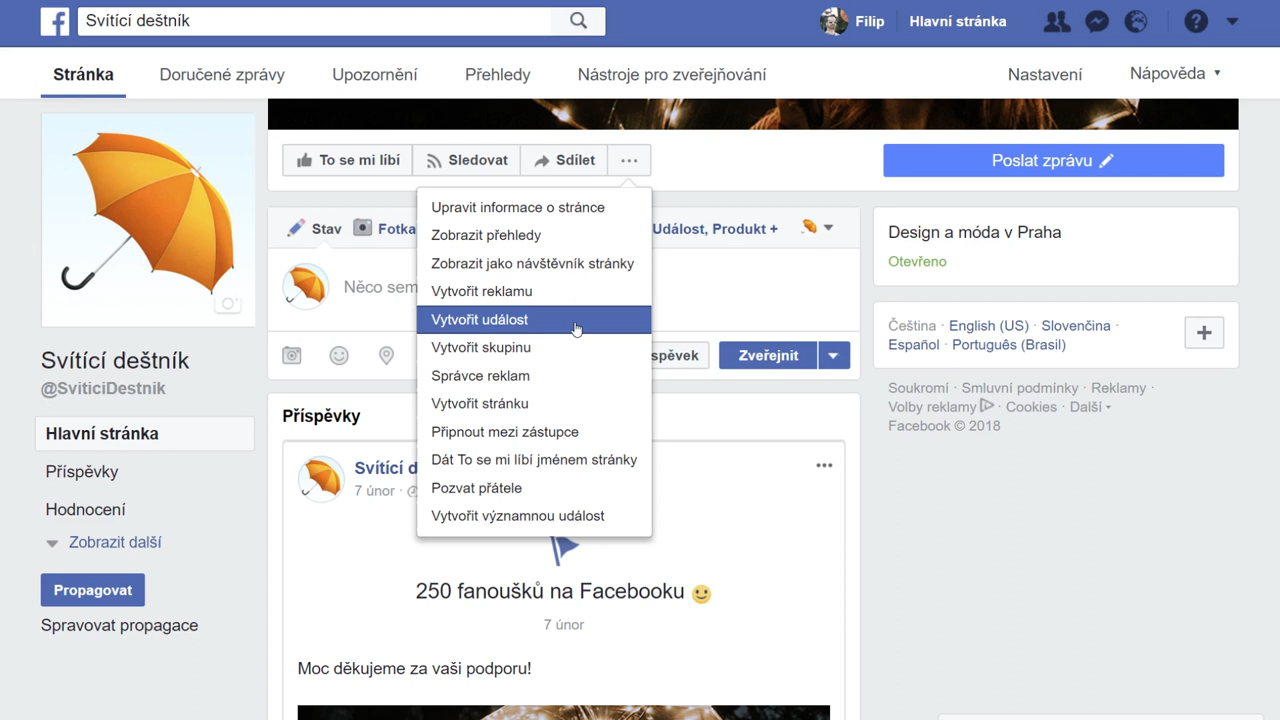 f
Svítící deštník
Filip
Hlavní stránka
?
Stránka
Doručené zprávy
Upozornění
Přehledy
Nástroje pro zveřejňování
Nastavení
Nápověda
To se mi líbí
Sledovat
Sdílet
Poslat zprávu
Upravit informace o stránce
Zobrazit přehledy
Zobrazit jako návštěvník stránky
Vytvořit reklamu
Vytvořit událost
Vytvořit skupinu
Správce reklam
Vytvořit stránku
Připnout mezi zástupce
Dát To se mi líbí jménem stránky
Pozvat přátele
Vytvořit významnou událost
Stav
Fotka
Událost, Produkt +
Něco sem
spěvek
Zveřejnit
Design a móda v Praha
Otevřeno
Čeština · English (US) · Slovenčina ·
Español · Português (Brasil)
+
Soukromí · Smluvní podmínky · Reklamy ·
Volby reklamy · Cookies · Další
Facebook © 2018
Svítící deštník
@SviticiDestnik
Hlavní stránka
Příspěvky
Hodnocení
Zobrazit další
Propagovat
Spravovat propagace
Příspěvky
Svítící d
7 únor ·
250 fanoušků na Facebooku
7 únor
Moc děkujeme za vaši podporu!